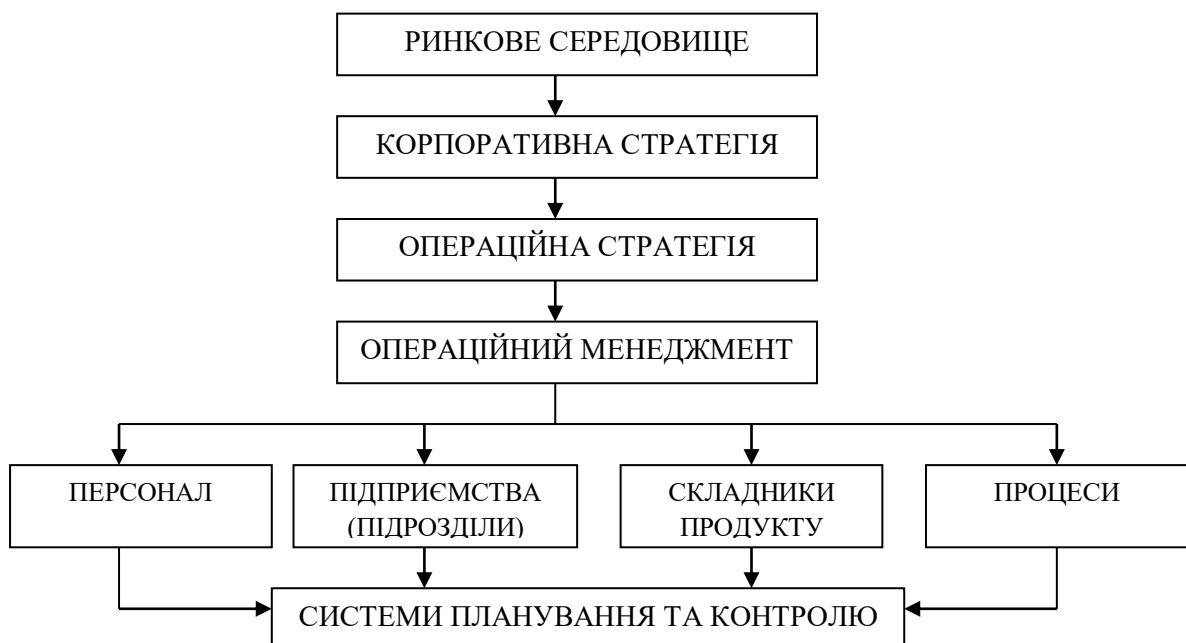 РИНКОВЕ СЕРЕДОВИЩЕ
КОРПОРАТИВНА СТРАТЕГІЯ
ОПЕРАЦІЙНА СТРАТЕГІЯ
ОПЕРАЦІЙНИЙ МЕНЕДЖМЕНТ
ПЕРСОНАЛ
ПІДПРИЄМСТВА
(ПІДРОЗДІЛИ)
СКЛАДНИКИ
ПРОДУКТУ
ПРОЦЕСИ
СИСТЕМИ ПЛАНУВАННЯ ТА КОНТРОЛЮ